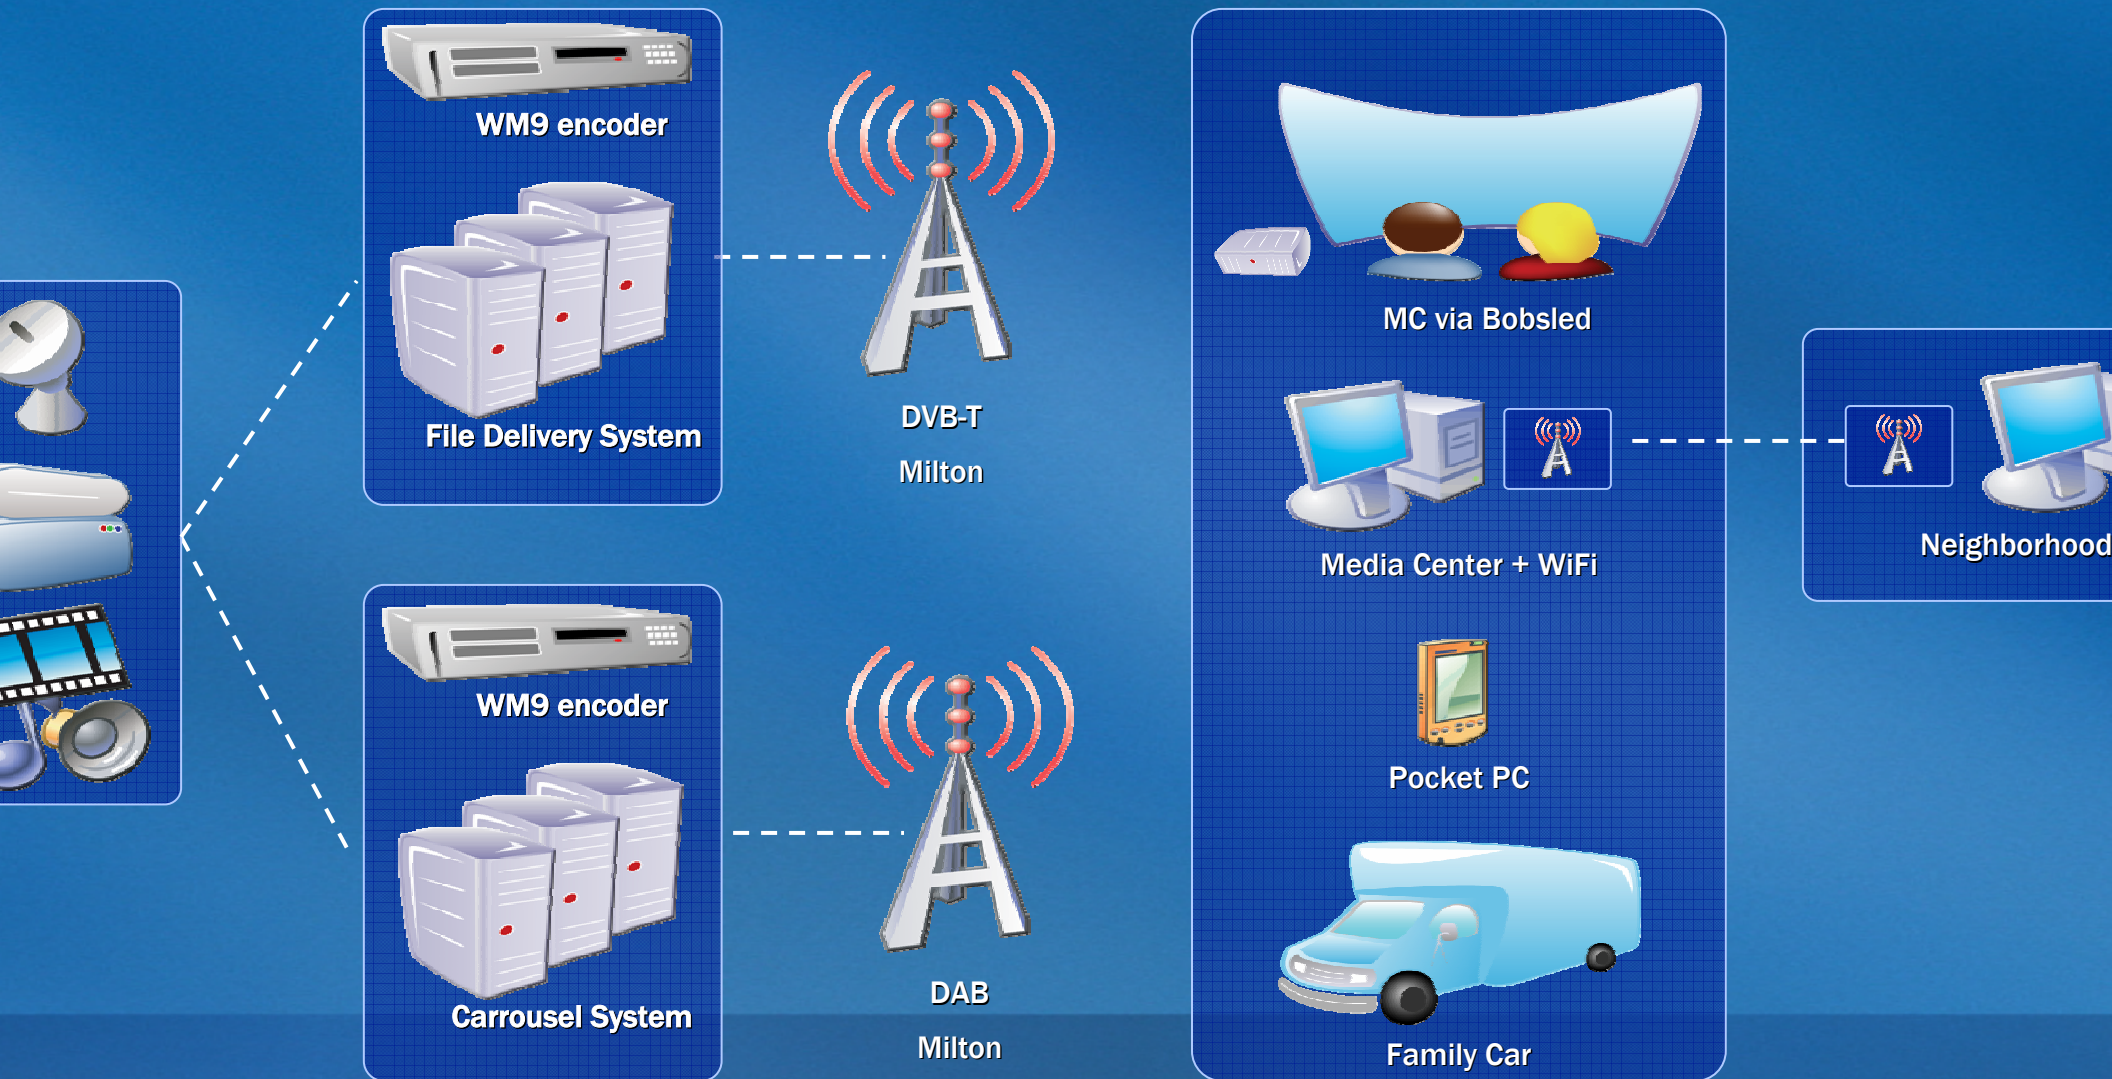 WM9 encoder
File Delivery System
DVB-T
Milton
WM9 encoder
Carrousel System
DAB
Milton
MC via Bobsled
Media Center + WiFi
Pocket PC
Family Car
Neighborhood